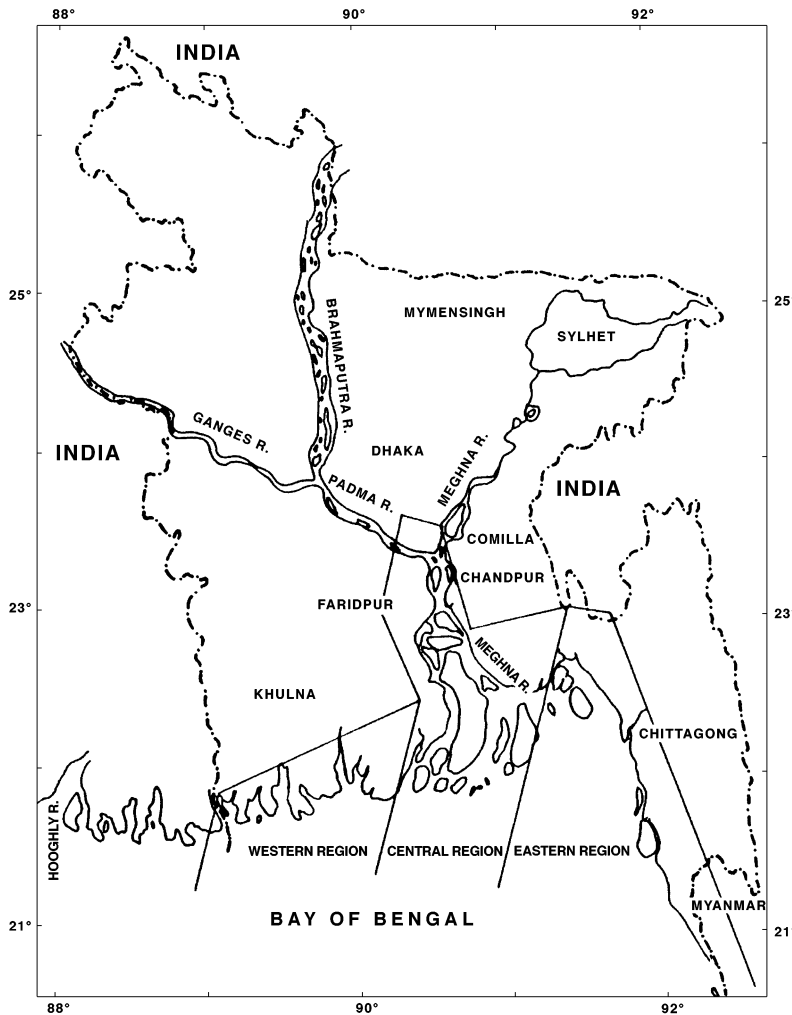 88°
90°
92°
INDIA
25°
25
MYMENSINGH
BRAHMAPUTRA R.
SYLHET
GANGES R.
INDIA
DHAKA
MEGHNA R.
PADMA R.
INDIA
COMILLA
CHANDPUR
FARIDPUR
23°
23
MEGHNA R.
KHULNA
CHITTAGONG
HOOGHLY R.
WESTERN REGION
CENTRAL REGION
EASTERN REGION
MYANMAR
BAY OF BENGAL
21°
21
88°
90°
92°